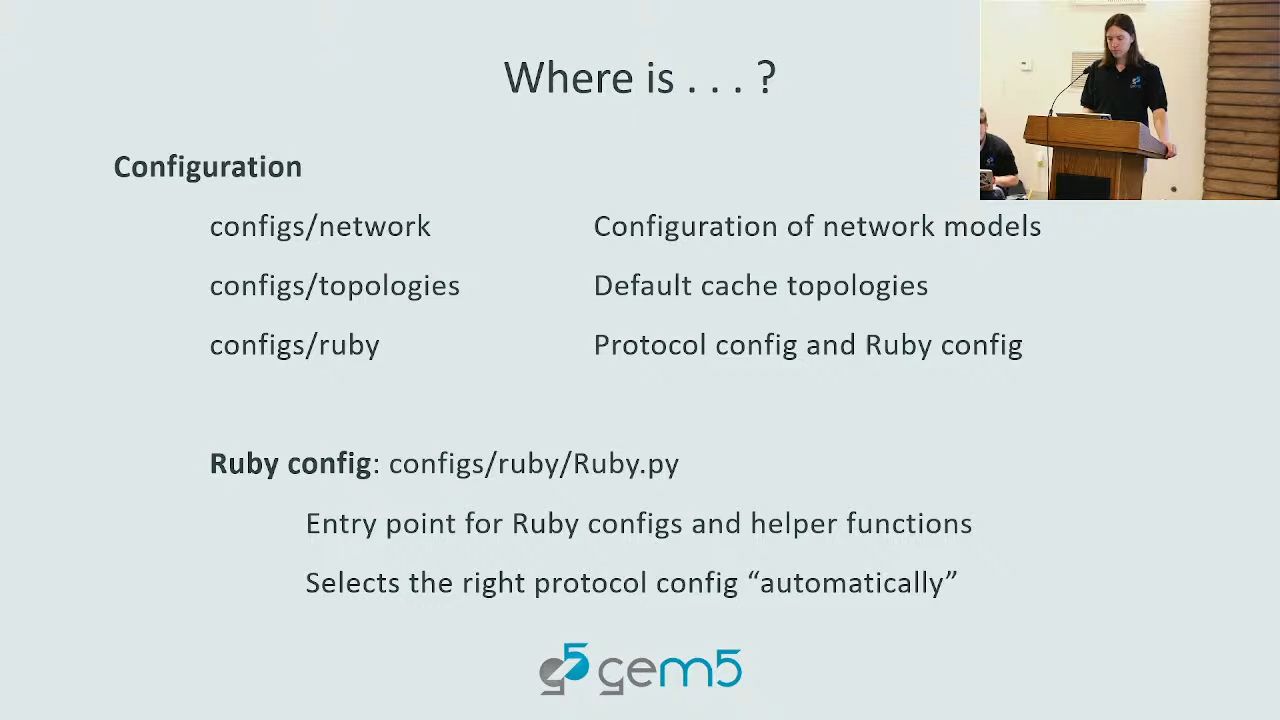 Where is . . . ?
Configuration
configs/network Configuration of network models
configs/topologies Default cache topologies
configs/ruby Protocol config and Ruby config
Ruby config: configs/ruby/Ruby.py
Entry point for Ruby configs and helper functions
Selects the right protocol config “automatically”
g5 gem5